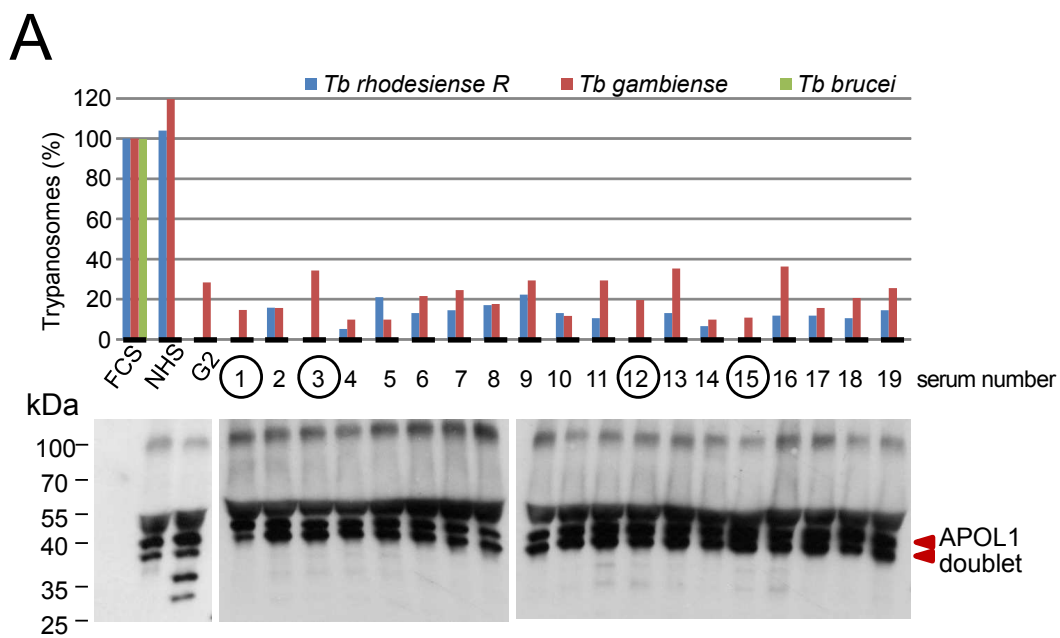 A
Tb rhodesiense R Tb gambiense Tb brucei
Trypanosomes (%)
120
100
80
60
40
20
0
FCS NHS G2 1 2 3 4 5 6 7 8 9 10 11 12 13 14 15 16 17 18 19 serum number
kDa
100
70
55
40
35
25
APOL1
doublet